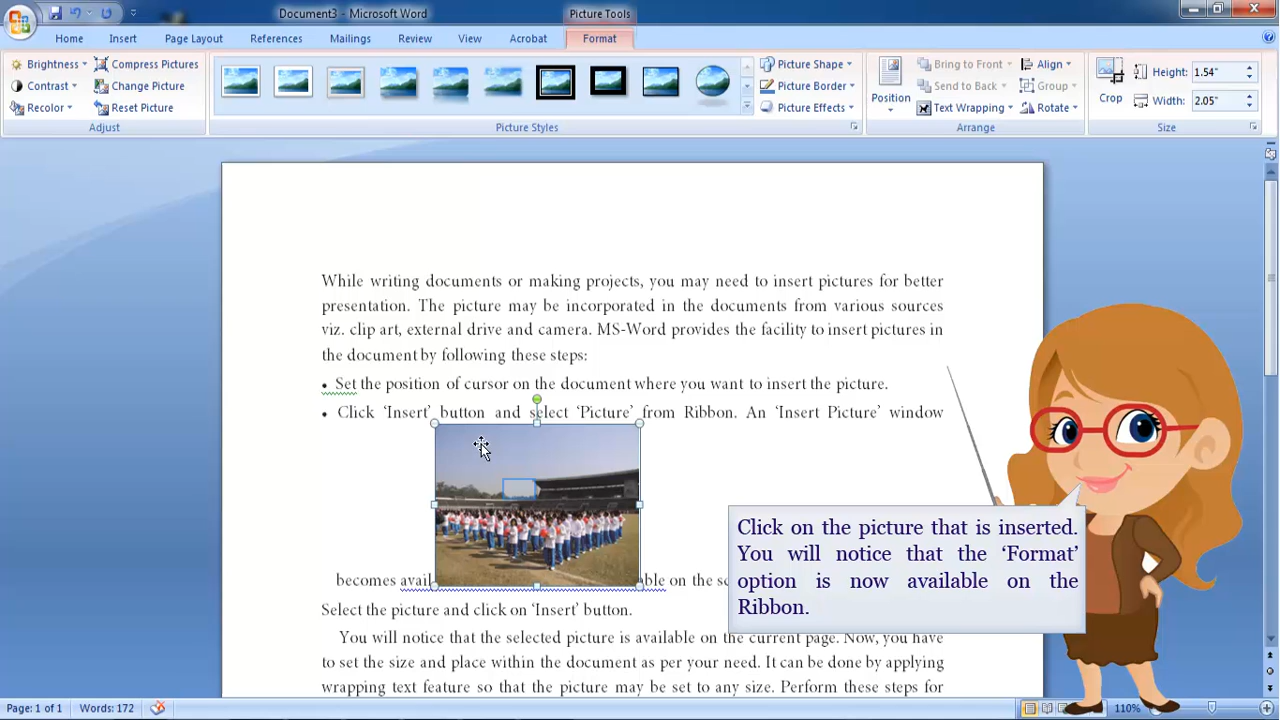 Document3 - Microsoft Word
Picture Tools
Home Insert Page Layout References Mailings Review View Acrobat Format
Brightness Compress Pictures Picture Shape Bring to Front Align Height: 1.54"
Contrast Change Picture Picture Border Position Send to Back Group Crop
Recolor Reset Picture Picture Effects Text Wrapping Rotate Width: 2.05"
Adjust Picture Styles Arrange Size
While writing documents or making projects, you may need to insert pictures for better
presentation. The picture may be incorporated in the documents from various sources
viz. clip art, external drive and camera. MS-Word provides the facility to insert pictures in
the document by following these steps:
• Set the position of cursor on the document where you want to insert the picture.
• Click ‘Insert’ button and select ‘Picture’ from Ribbon. An ‘Insert Picture’ window
becomes avail able on the se
Select the picture and click on ‘Insert’ button.
You will notice that the selected picture is available on the current page. Now, you have
to set the size and place within the document as per your need. It can be done by applying
wrapping text feature so that the picture may be set to any size. Perform these steps for
Click on the picture that is inserted.
You will notice that the ‘Format’
option is now available on the
Ribbon.
Page: 1 of 1 Words: 172 110%